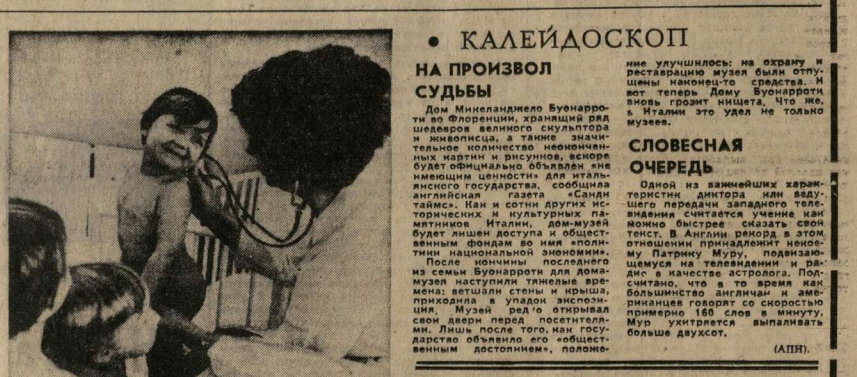 • КАЛЕЙДОСКОП
НА ПРОИЗВОЛ
СУДЬБЫ
Дом Микеланджело Буонарро-
ти во Флоренции, хранящий ряд
шедевров великого скульптора
и живописца, а также значи-
тельное количество неокончен-
ных картин и рисунков, вскоре
будет официально объявлен «не
имеющим ценности» для италь-
янского государства, сообщила
английская газета «Санди
таймс». Как и сотни других ис-
торических и культурных па-
мятников Италии, дом-музей
будет лишен доступа и общест-
венным фондам во имя «поли-
тики национальной экономии».
После кончины последнего
из семьи Буонарроти для дома-
музея наступили тяжелые вре-
мена: ветшали стены и крыша,
приходила в упадок экспози-
ция. Музей редко открывал
свои двери перед посетителя-
ми. Лишь после того, как госу-
дарство объявило его «общест-
венным достоянием», положе-
ние улучшилось: на охрану и
реставрацию музея были отпу-
щены наконец-то средства. И
вот теперь Дому Буонарроти
вновь грозит нищета. Что же,
в Италии это удел не только
музеев.
СЛОВЕСНАЯ
ОЧЕРЕДЬ
Одной из важнейших харак-
теристик диктора или веду-
щего передачи западного теле-
видения считается умение как
можно быстрее сказать свой
текст. В Англии рекорд в этом
отношении принадлежит некое-
му Патрику Муру, подвизаю-
щемуся на телевидении и ра-
дио в качестве астролога. Под-
считано, что в то время как
большинство англичан и аме-
риканцев говорят со скоростью
примерно 160 слов в минуту,
Мур ухитряется выпаливать
больше двухсот.
(АПН).